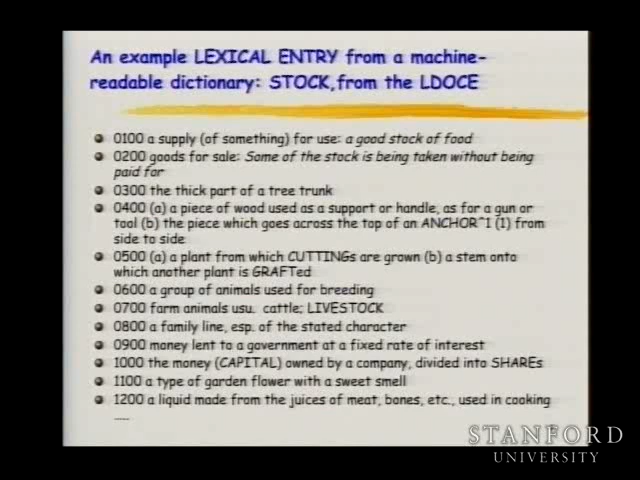 An example LEXICAL ENTRY from a machine-
readable dictionary: STOCK,from the LDOCE
0100 a supply (of something) for use: a good stock of food
0200 goods for sale: Some of the stock is being taken without being
paid for
0300 the thick part of a tree trunk
0400 (a) a piece of wood used as a support or handle, as for a gun or
tool (b) the piece which goes across the top of an ANCHOR^1 (1) from
side to side
0500 (a) a plant from which CUTTINGs are grown (b) a stem onto
which another plant is GRAFTed
0600 a group of animals used for breeding
0700 farm animals usu. cattle; LIVESTOCK
0800 a family line, esp. of the stated character
0900 money lent to a government at a fixed rate of interest
1000 the money (CAPITAL) owned by a company, divided into SHAREs
1100 a type of garden flower with a sweet smell
1200 a liquid made from the juices of meat, bones, etc., used in cooking
.....
STANFORD
UNIVERSITY